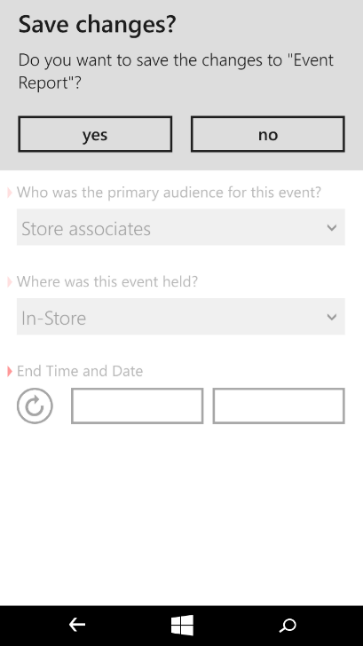 Save changes?
Do you want to save the changes to "Event
Report"?
yes
no
Who was the primary audience for this event?
Store associates
Where was this event held?
In-Store
End Time and Date